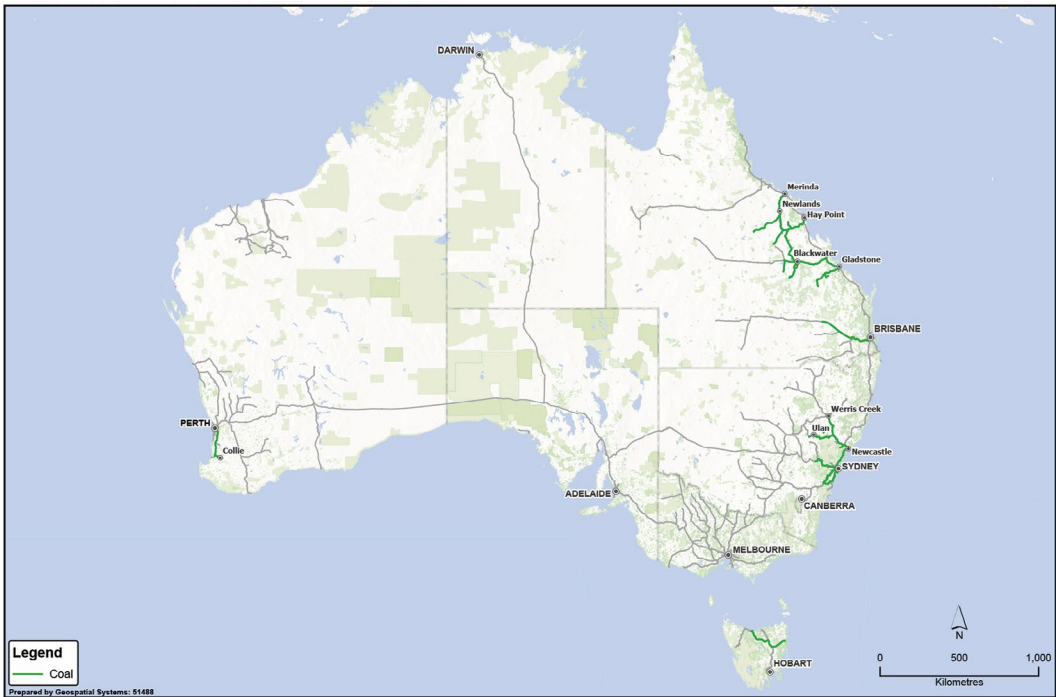 DARWIN
Merinda
Newlands
Hay Point
Blackwater
Gladstone
BRISBANE
Werris Creek
PERTH
Ulan
Collie
Newcastle
SYDNEY
ADELAIDE
CANBERRA
MELBOURNE
HOBART
N
0 500 1,000
Kilometres
Legend
Coal
Prepared by Geospatial Systems: 51488